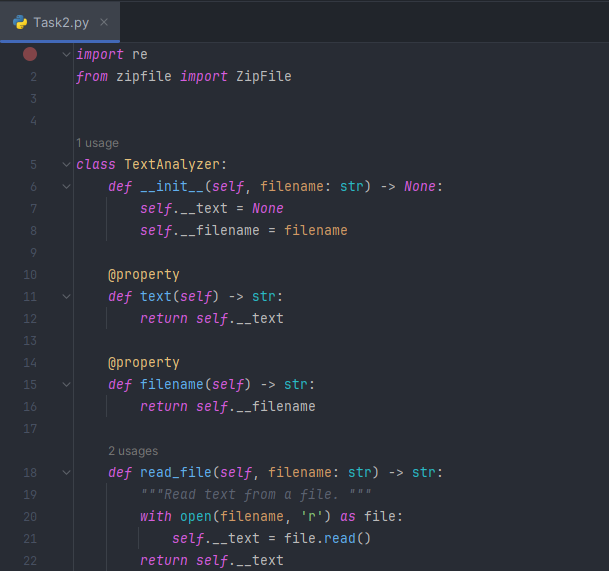 Task2.py ×
import re
2 from zipfile import ZipFile
3
4
1 usage
5 class TextAnalyzer:
6     def __init__(self, filename: str) -> None:
7         self.__text = None
8         self.__filename = filename
9
10     @property
11     def text(self) -> str:
12         return self.__text
13
14     @property
15     def filename(self) -> str:
16         return self.__filename
17
2 usages
18     def read_file(self, filename: str) -> str:
19         """Read text from a file. """
20         with open(filename, 'r') as file:
21             self.__text = file.read()
22         return self.__text